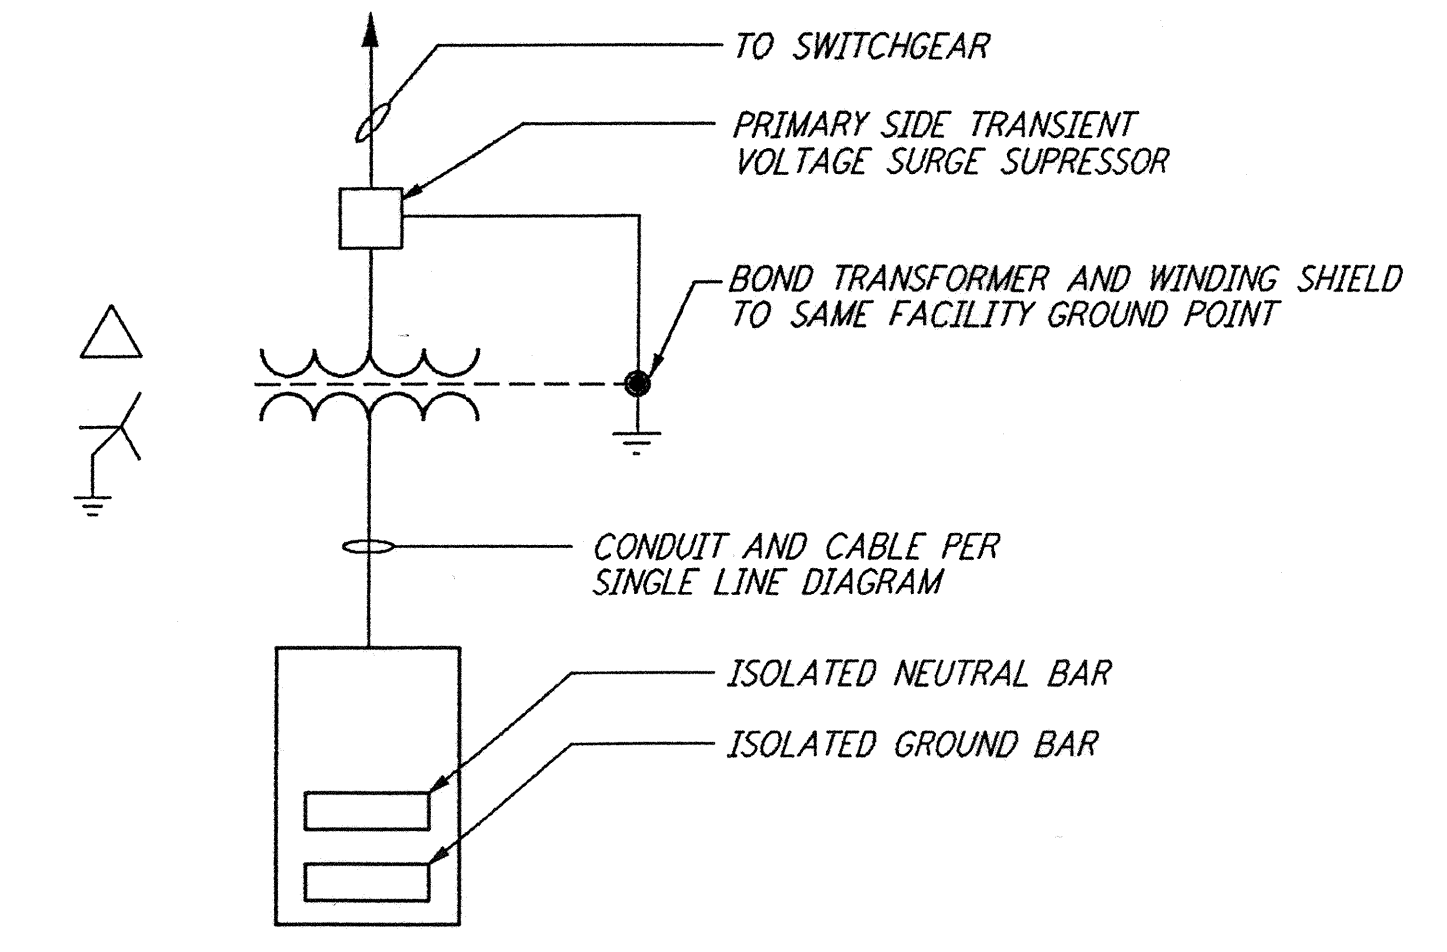 TO SWITCHGEAR
PRIMARY SIDE TRANSIENT
VOLTAGE SURGE SUPRESSOR
BOND TRANSFORMER AND WINDING SHIELD
TO SAME FACILITY GROUND POINT
CONDUIT AND CABLE PER
SINGLE LINE DIAGRAM
ISOLATED NEUTRAL BAR
ISOLATED GROUND BAR